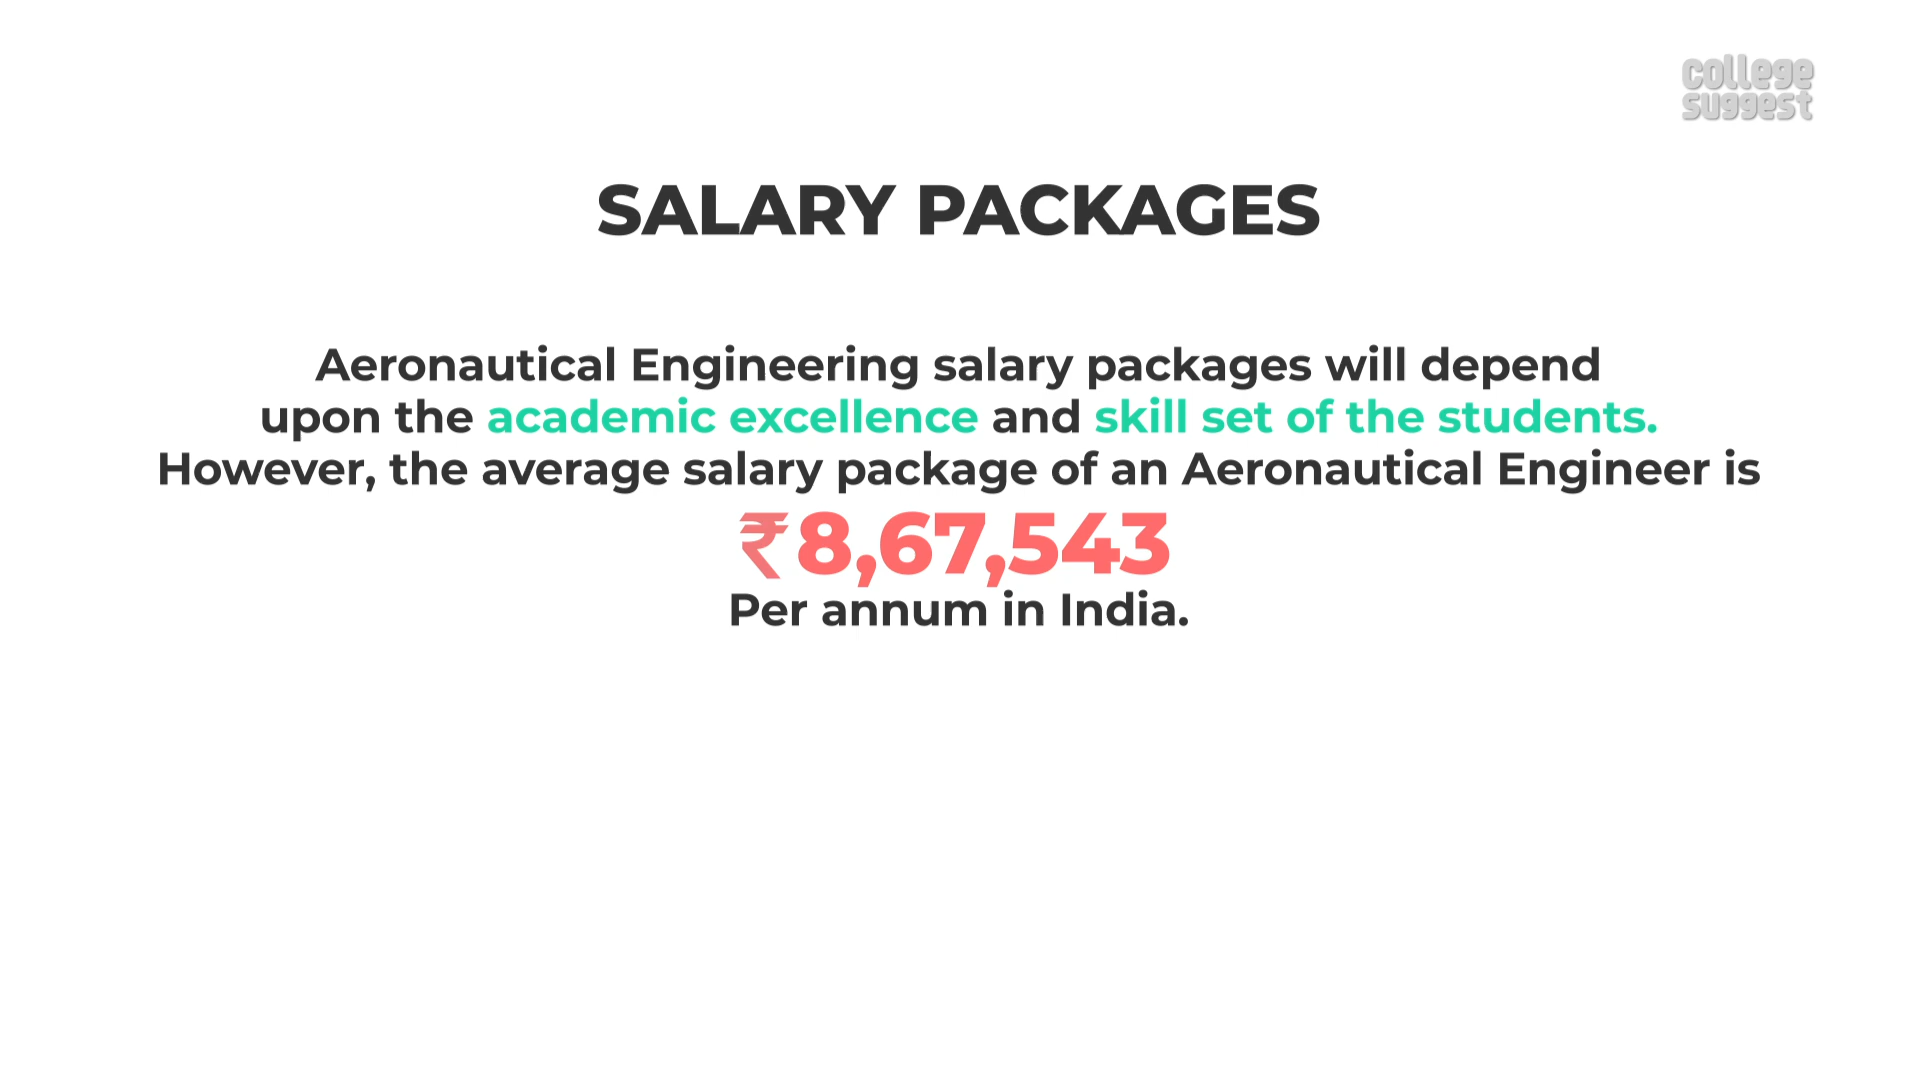 college
suggest
SALARY PACKAGES
Aeronautical Engineering salary packages will depend
upon the academic excellence and skill set of the students.
However, the average salary package of an Aeronautical Engineer is
₹8,67,543
Per annum in India.